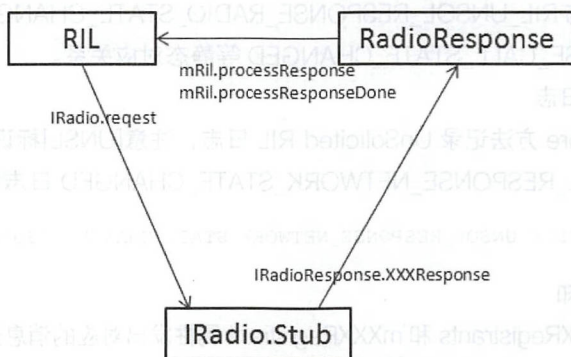 RIL
RadioResponse
mRil.processResponse
mRil.processResponseDone
IRadio.reqest
IRadioResponse.XXXResponse
IRadio.Stub